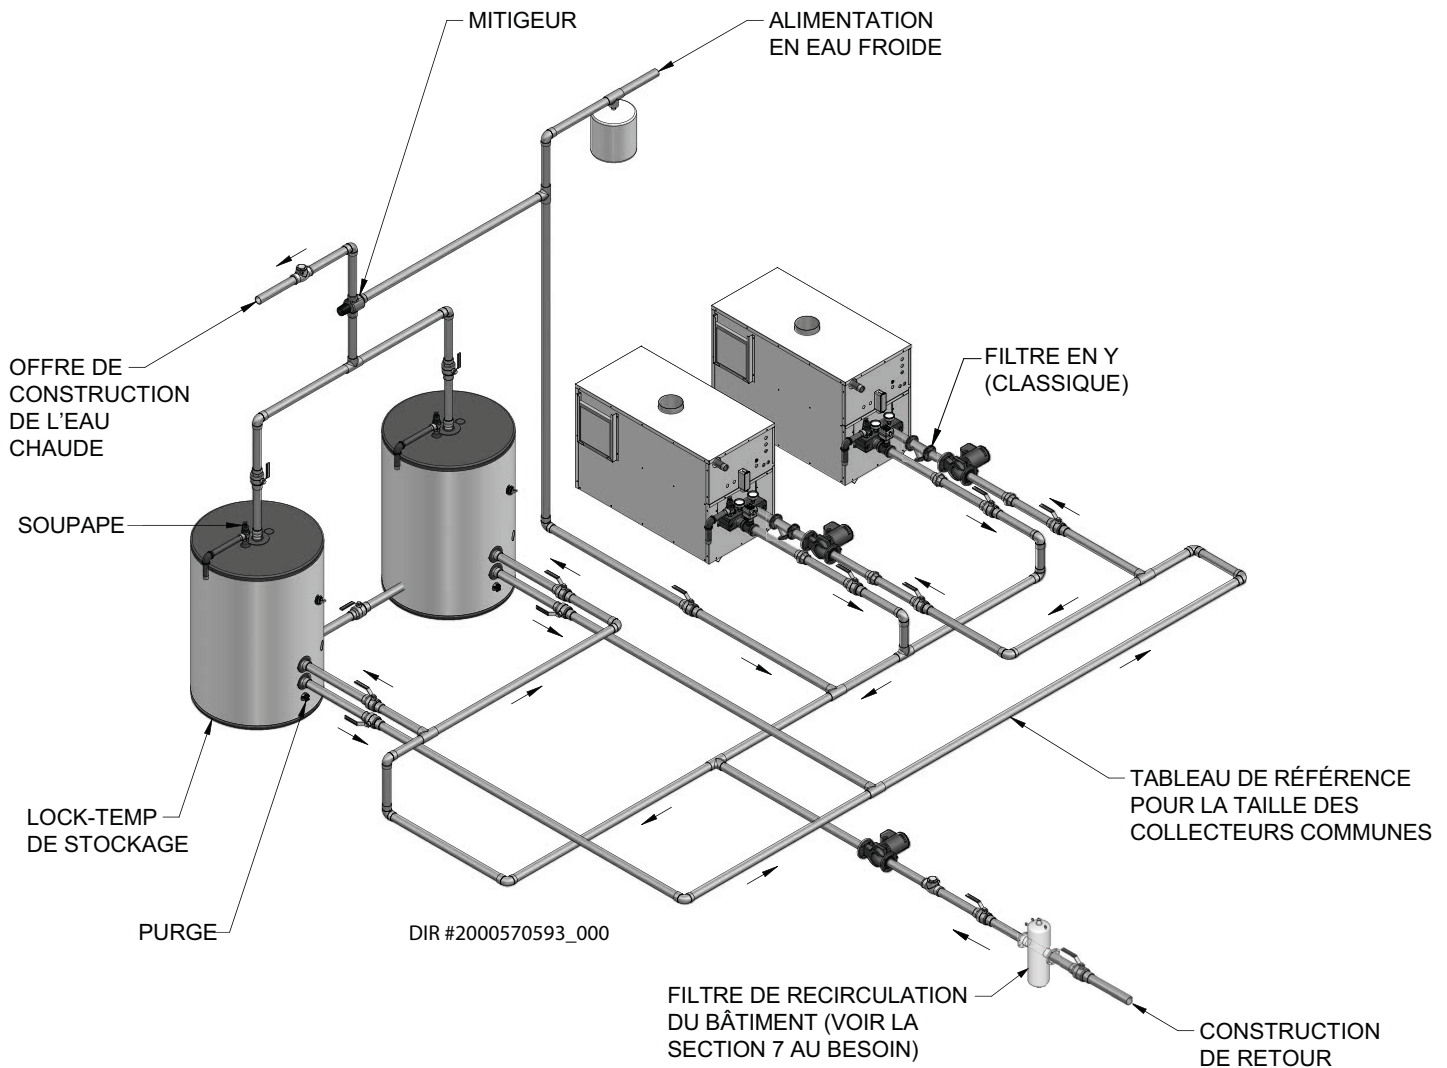 MITIGEUR
ALIMENTATION
EN EAU FROIDE
OFFRE DE
CONSTRUCTION
DE L'EAU
CHAUDE
FILTRE EN Y
(CLASSIQUE)
SOUPAPE
LOCK-TEMP
DE STOCKAGE
TABLEAU DE RÉFÉRENCE
POUR LA TAILLE DES
COLLECTEURS COMMUNES
PURGE
DIR #2000570593_000
FILTRE DE RECIRCULATION
DU BÂTIMENT (VOIR LA
SECTION 7 AU BESOIN)
CONSTRUCTION
DE RETOUR